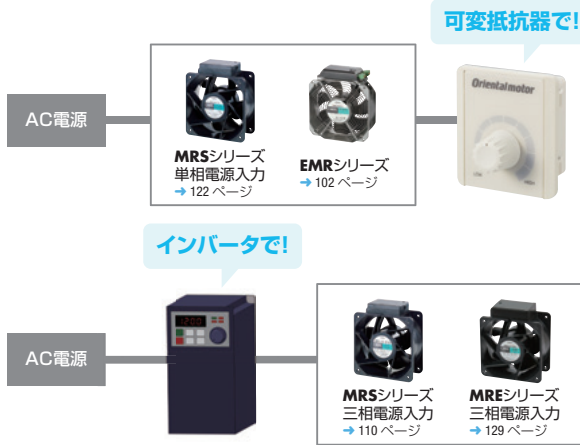 可変抵抗器で!
Orientalmotor
AC電源
MRSシリーズ
単相電源入力
→ 122 ページ
EMRシリーズ
→ 102 ページ
インバータで!
AC電源
MRSシリーズ
三相電源入力
→ 110 ページ
MREシリーズ
三相電源入力
→ 129 ページ